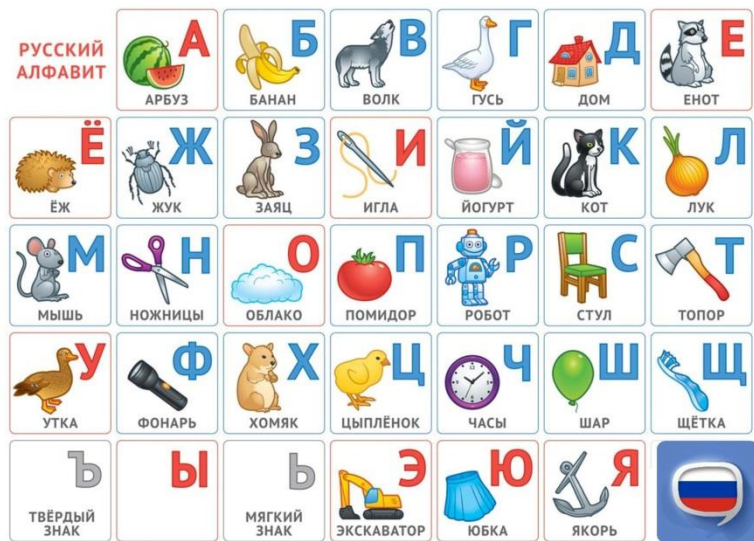 РУССКИЙ
АЛФАВИТ
А
АРБУЗ
Б
БАНАН
В
ВОЛК
Г
ГУСЬ
Д
ДОМ
Е
ЕНОТ
Ё
ЁЖ
Ж
ЖУК
З
ЗАЯЦ
И
ИГЛА
Й
ЙОГУРТ
К
КОТ
Л
ЛУК
М
МЫШЬ
Н
НОЖНИЦЫ
О
ОБЛАКО
П
ПОМИДОР
Р
РОБОТ
С
СТУЛ
Т
ТОПОР
У
УТКА
Ф
ФОНАРЬ
Х
ХОМЯК
Ц
ЦЫПЛЁНОК
Ч
ЧАСЫ
Ш
ШАР
Щ
ЩЁТКА
Ъ
ТВЁРДЫЙ
ЗНАК
Ы
Ь
МЯГКИЙ
ЗНАК
Э
ЭКСКАВАТОР
Ю
ЮБКА
Я
ЯКОРЬ